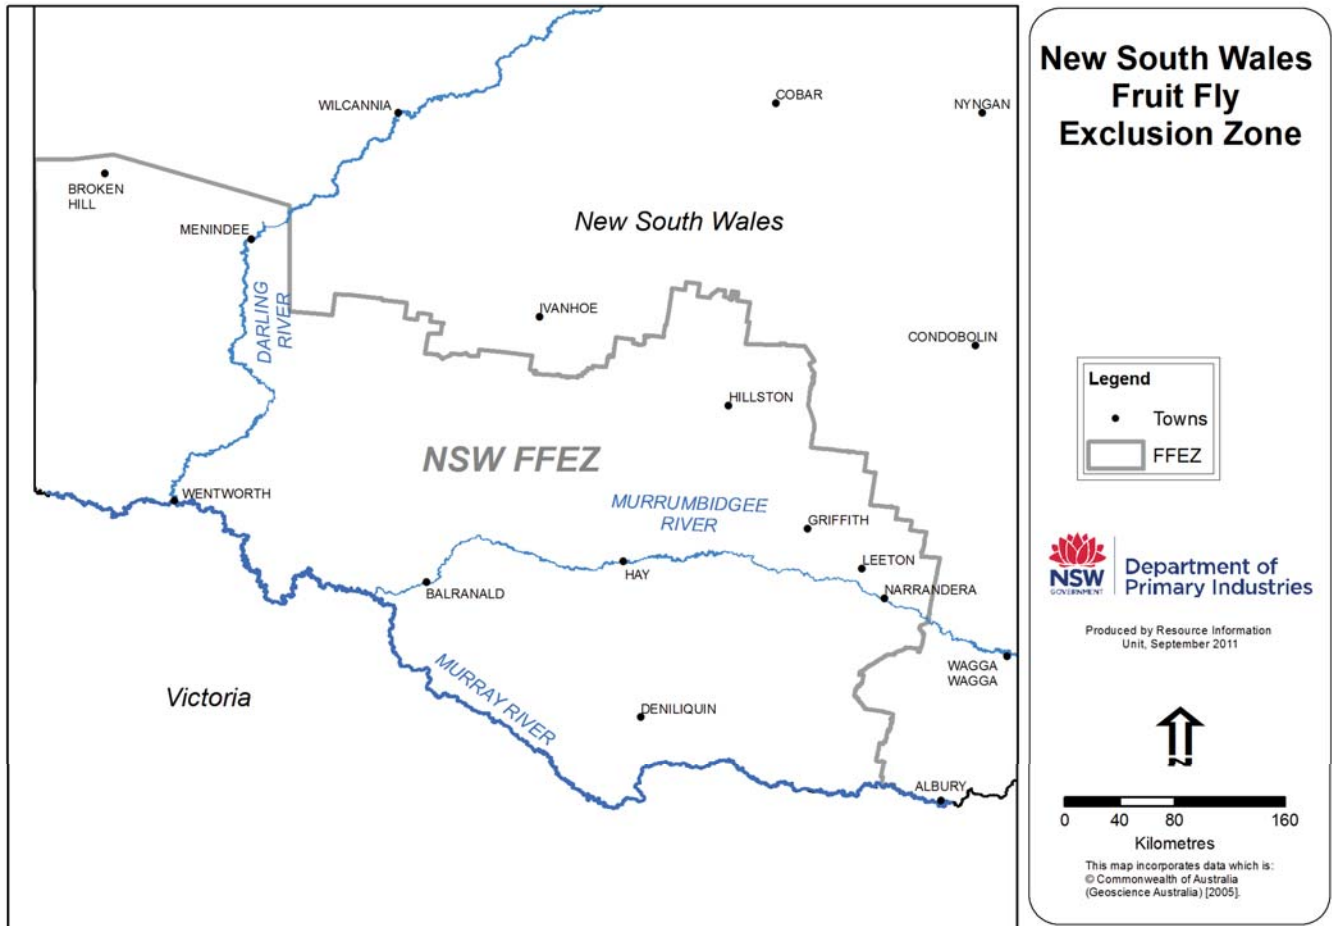 New South Wales
Fruit Fly
Exclusion Zone
WILCANNIA
COBAR
NYNGAN
BROKEN
HILL
MENINDEE
New South Wales
DARLING
RIVER
IVANHOE
CONDOBOLIN
HILLSTON
NSW FFEZ
WENTWORTH
MURRUMBIDGEE
RIVER
GRIFFITH
LEETON
HAY
BALRANALD
NARRANDERA
WAGGA
WAGGA
Victoria
MURRAY RIVER
DENILIQUIN
ALBURY
Legend
Towns
FFEZ
NSW
GOVERNMENT
Department of
Primary Industries
Produced by Resource Information
Unit, September 2011
N
0 40 80 160
Kilometres
This map incorporates data which is:
© Commonwealth of Australia
(Geoscience Australia) [2005].